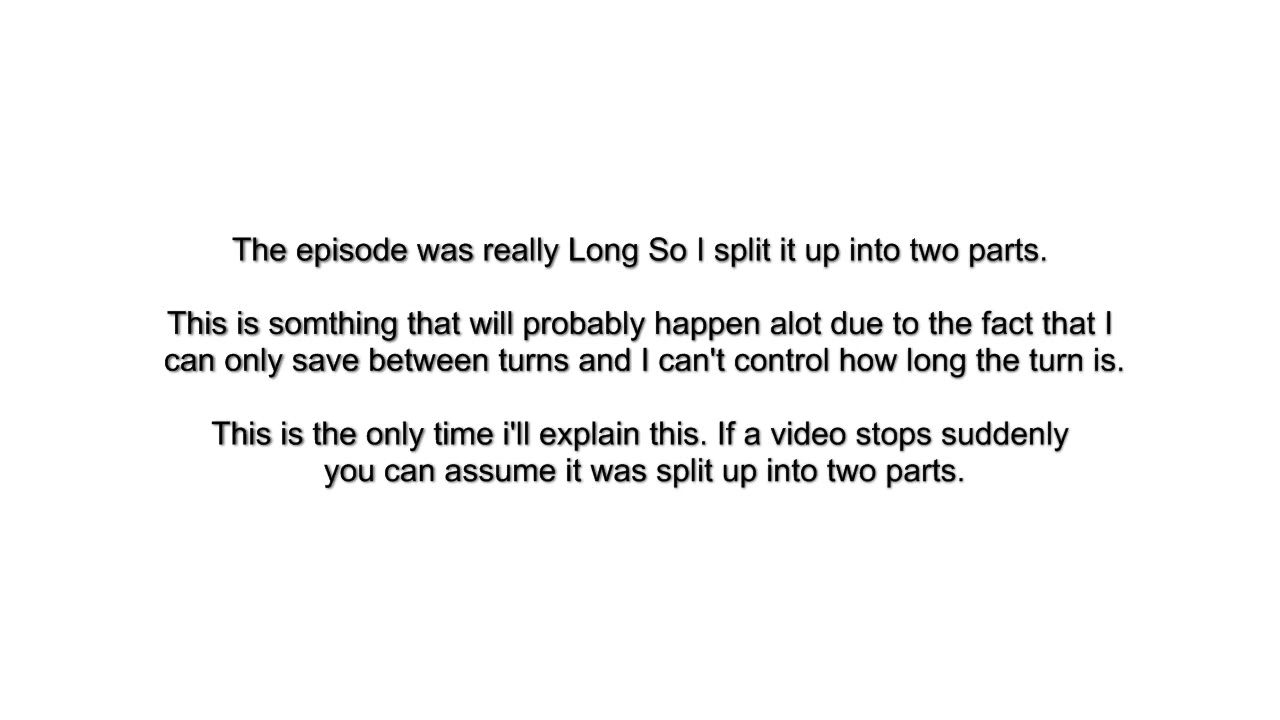 The episode was really Long So I split it up into two parts.
This is somthing that will probably happen alot due to the fact that I
can only save between turns and I can't control how long the turn is.
This is the only time i'll explain this. If a video stops suddenly
you can assume it was split up into two parts.